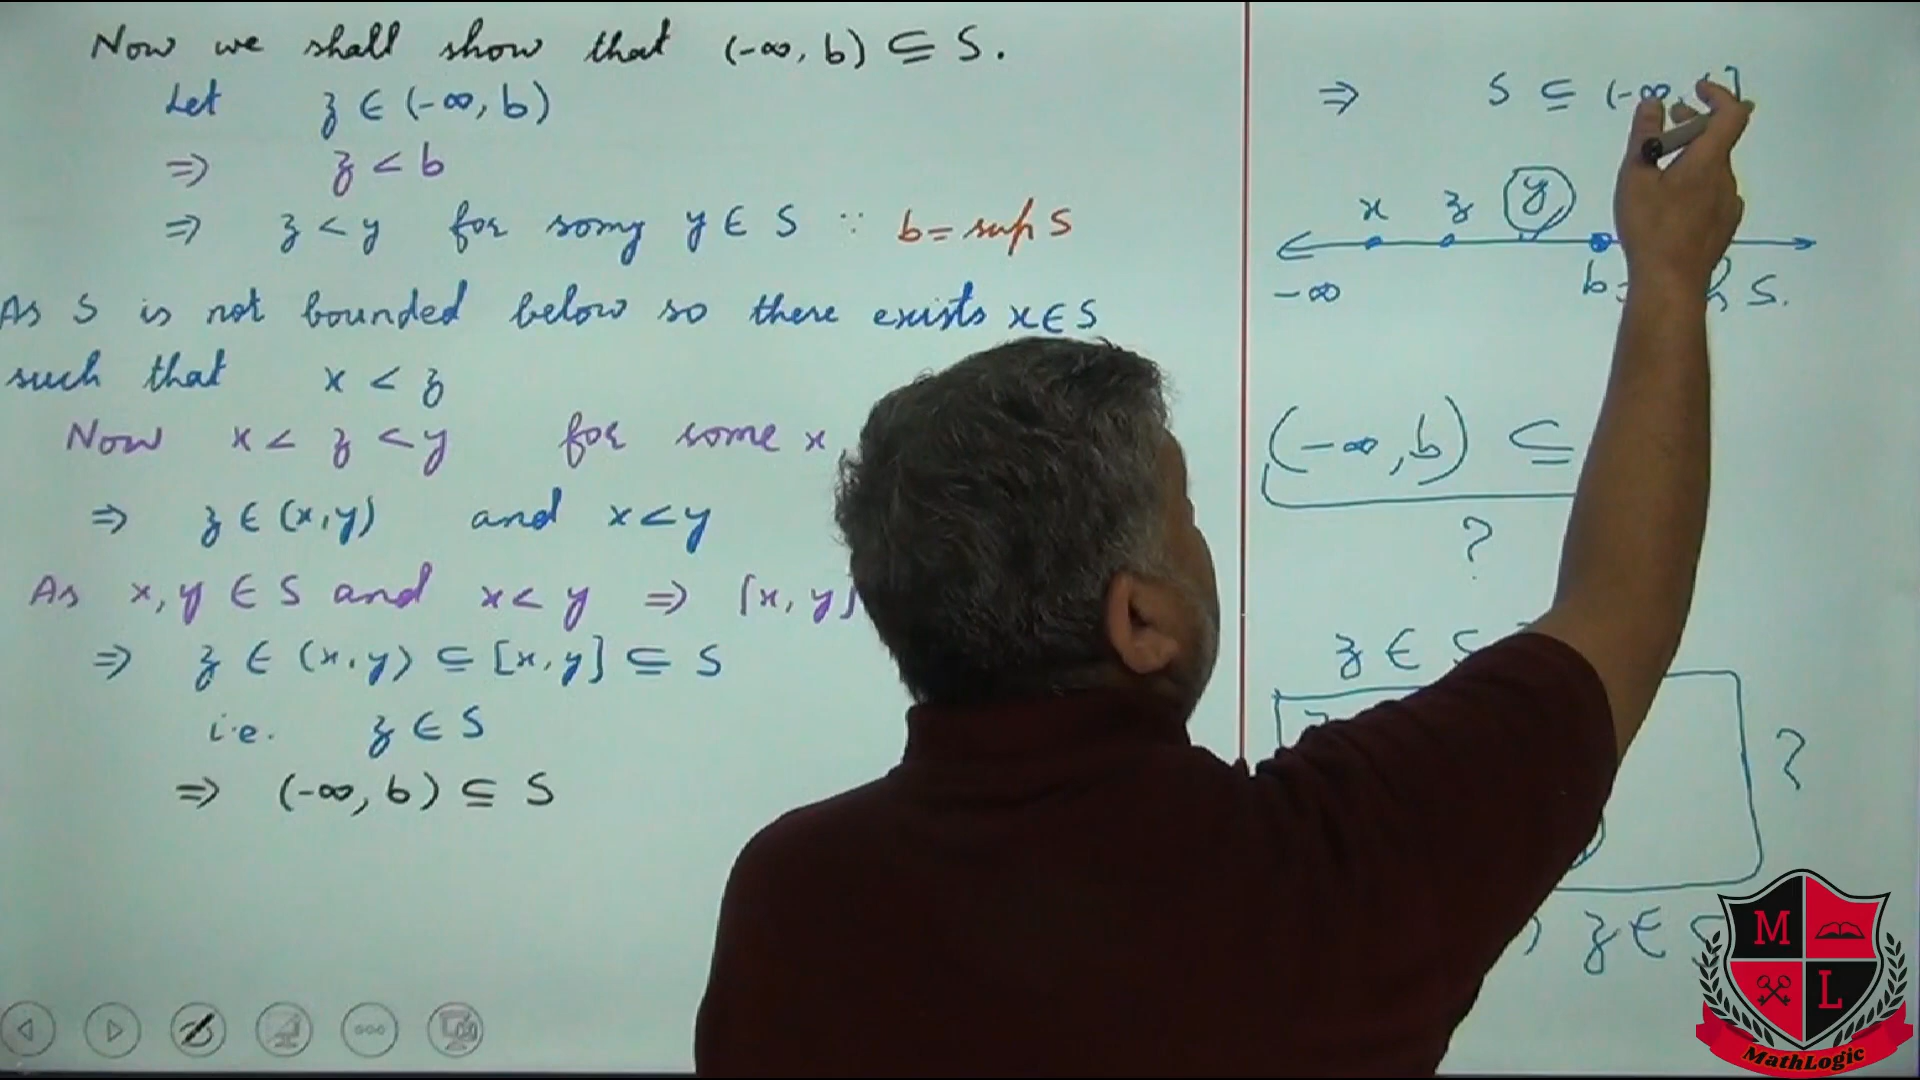 Now we shall show that (-∞, b) ⊆ S.
Let z ∈ (-∞, b)
⇒ z < b
⇒ z < y for somy y ∈ S ∵ b = sup S
As S is not bounded below so there exists x ∈ S
such that x < z
Now x < z < y for some x
⇒ z ∈ (x, y) and x < y
As x, y ∈ S and x < y ⇒ [x, y]
⇒ z ∈ (x, y) ⊆ [x, y] ⊆ S
i.e. z ∈ S
⇒ (-∞, b) ⊆ S
⇒ S ⊆ (-∞,
x z y
-∞ b = S.
(-∞, b) ⊆
?
z ∈ S
?
z ∈ S
M L
MathLogic